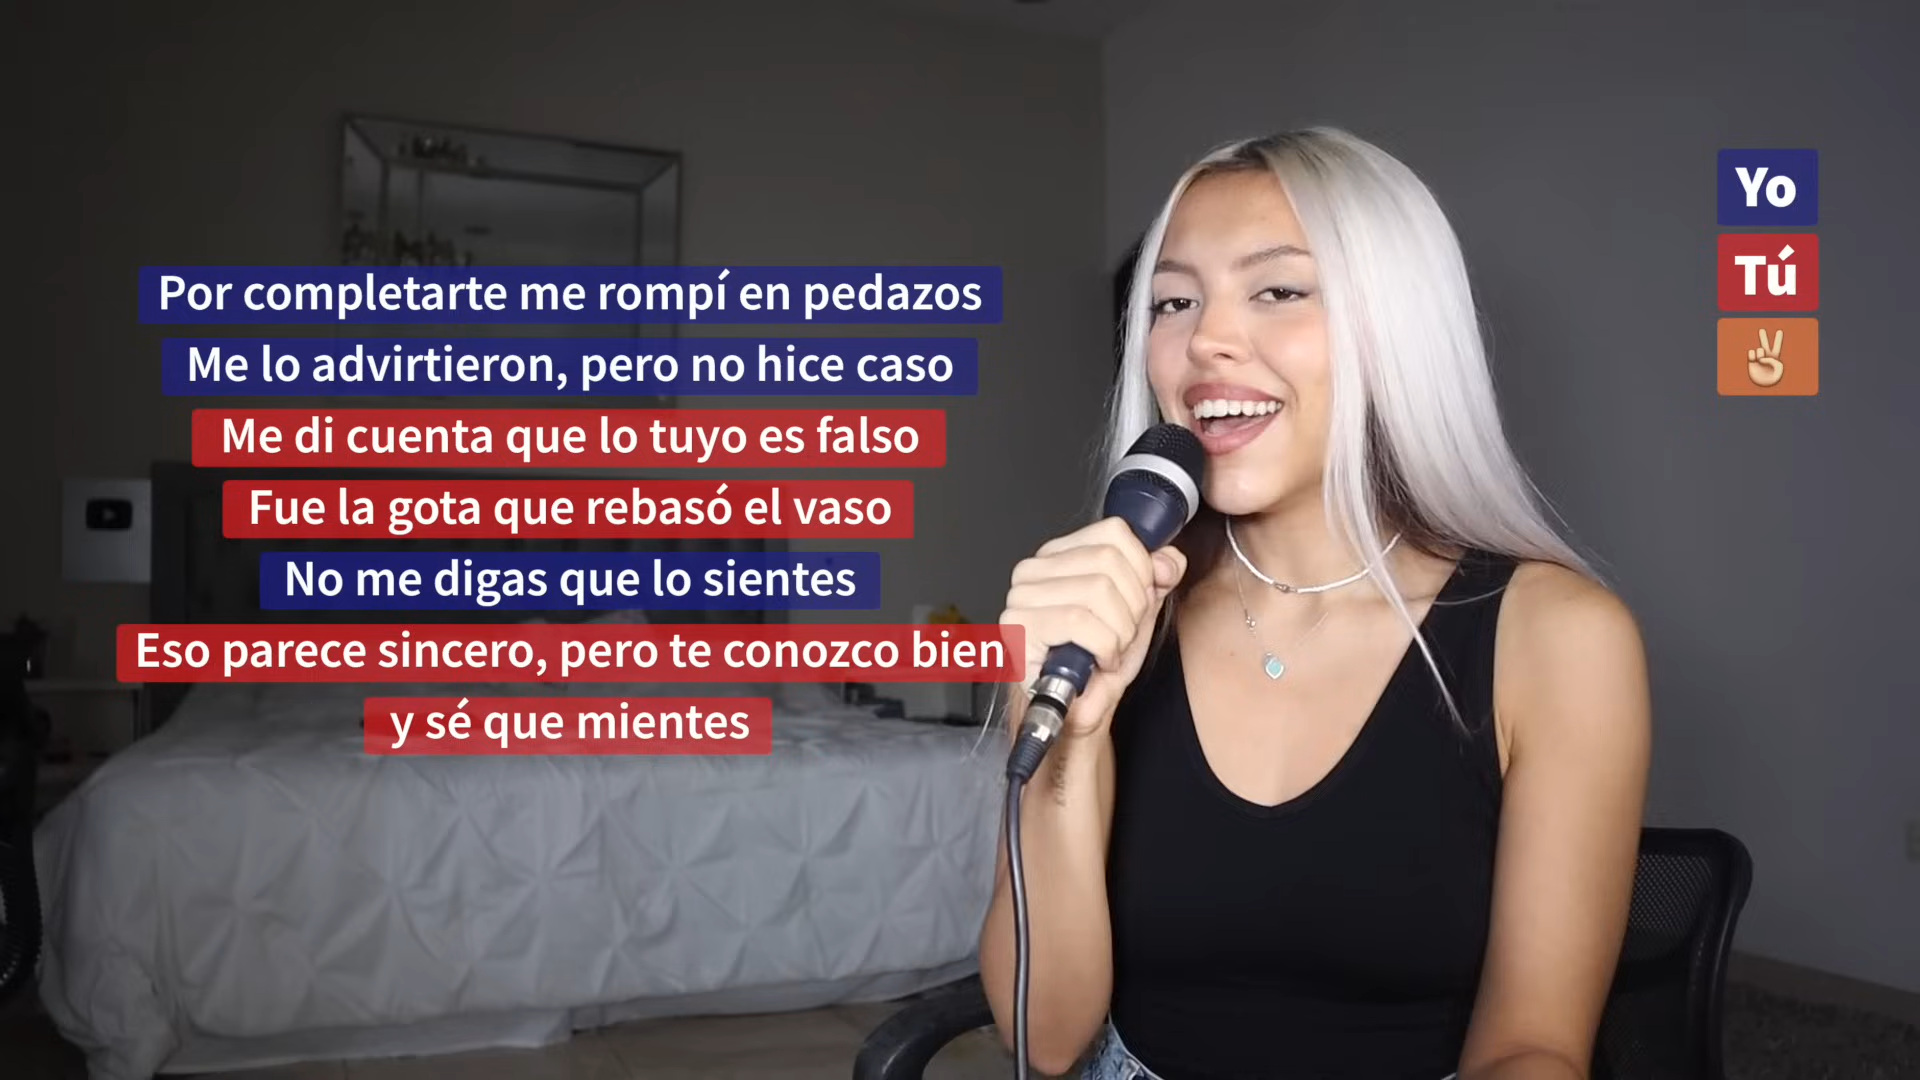 Por completarte me rompí en pedazos
Me lo advirtieron, pero no hice caso
Me di cuenta que lo tuyo es falso
Fue la gota que rebasó el vaso
No me digas que lo sientes
Eso parece sincero, pero te conozco bien
y sé que mientes
Yo
Tú
✌